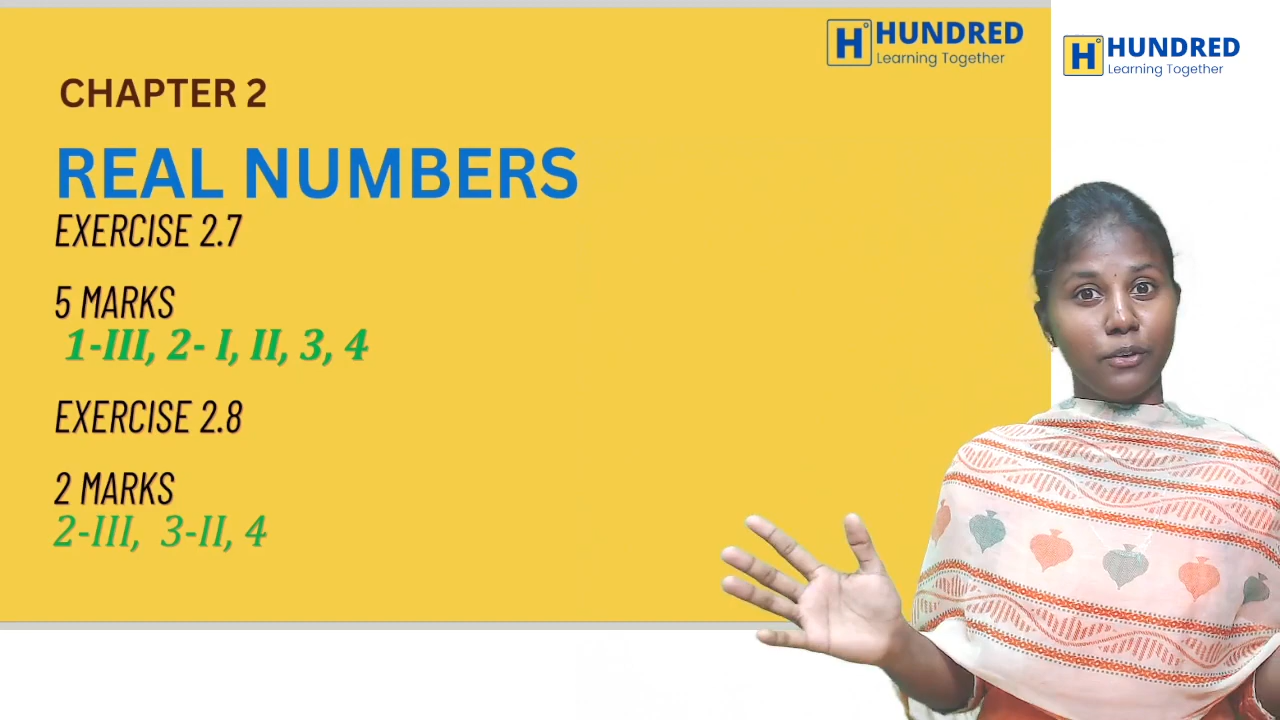 HUNDRED
Learning Together
HUNDRED
Learning Together
CHAPTER 2
REAL NUMBERS
EXERCISE 2.7
5 MARKS
1-III, 2- I, II, 3, 4
EXERCISE 2.8
2 MARKS
2-III, 3-II, 4